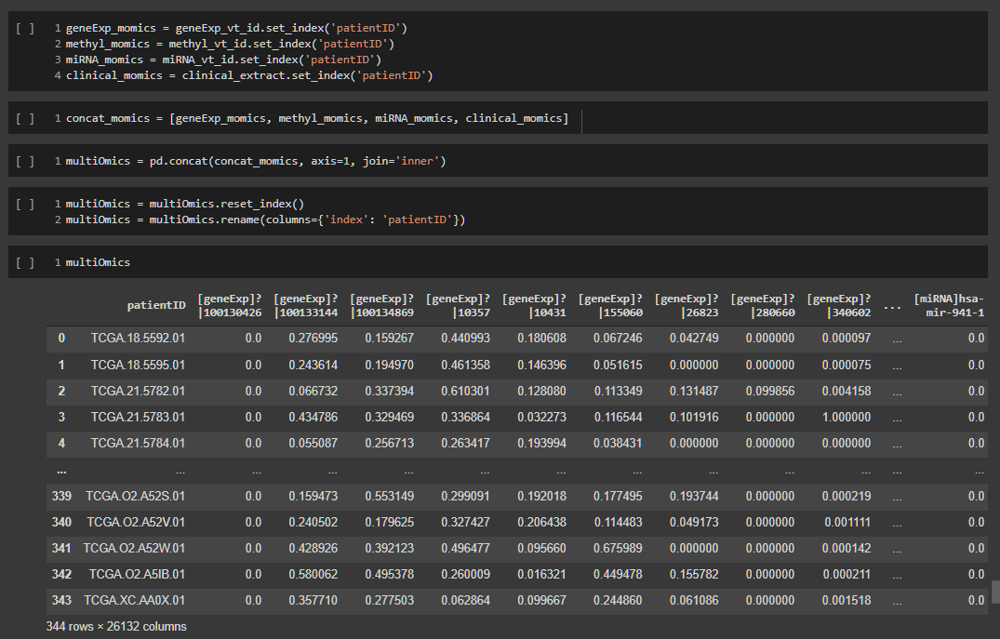 [ ] 1 geneExp_momics = geneExp_vt_id.set_index('patientID')
2 methyl_momics = methyl_vt_id.set_index('patientID')
3 miRNA_momics = miRNA_vt_id.set_index('patientID')
4 clinical_momics = clinical_extract.set_index('patientID')
[ ] 1 concat_momics = [geneExp_momics, methyl_momics, miRNA_momics, clinical_momics]
[ ] 1 multiOmics = pd.concat(concat_momics, axis=1, join='inner')
[ ] 1 multiOmics = multiOmics.reset_index()
2 multiOmics = multiOmics.rename(columns={'index': 'patientID'})
[ ] 1 multiOmics
[geneExp]? [geneExp]? [geneExp]? [geneExp]? [geneExp]? [geneExp]? [geneExp]? [geneExp]? [geneExp]? [miRNA]hsa-
patientID |100130426 |100133144 |100134869 |10357 |10431 |155060 |26823 |280660 |340602 ... mir-941-1
0 TCGA.18.5592.01 0.0 0.276995 0.159267 0.440993 0.180608 0.067246 0.042749 0.000000 0.000097 ... 0.0
1 TCGA.18.5595.01 0.0 0.243614 0.194970 0.461358 0.146396 0.051615 0.000000 0.000000 0.000075 ... 0.0
2 TCGA.21.5782.01 0.0 0.066732 0.337394 0.610301 0.128080 0.113349 0.131487 0.099856 0.004158 ... 0.0
3 TCGA.21.5783.01 0.0 0.434786 0.329469 0.336864 0.032273 0.116544 0.101916 0.000000 1.000000 ... 0.0
4 TCGA.21.5784.01 0.0 0.055087 0.256713 0.263417 0.193994 0.038431 0.000000 0.000000 0.000000 ... 0.0
... ... ... ... ... ... ... ... ... ... ... ... ...
339 TCGA.O2.A52S.01 0.0 0.159473 0.553149 0.299091 0.192018 0.177495 0.193744 0.000000 0.000219 ... 0.0
340 TCGA.O2.A52V.01 0.0 0.240502 0.179625 0.327427 0.206438 0.114483 0.049173 0.000000 0.001111 ... 0.0
341 TCGA.O2.A52W.01 0.0 0.428926 0.392123 0.496477 0.095660 0.675989 0.000000 0.000000 0.000142 ... 0.0
342 TCGA.O2.A5IB.01 0.0 0.580062 0.495378 0.260009 0.016321 0.449478 0.155782 0.000000 0.000211 ... 0.0
343 TCGA.XC.AA0X.01 0.0 0.357710 0.277503 0.062864 0.099667 0.244860 0.061086 0.000000 0.001518 ... 0.0
344 rows × 26132 columns